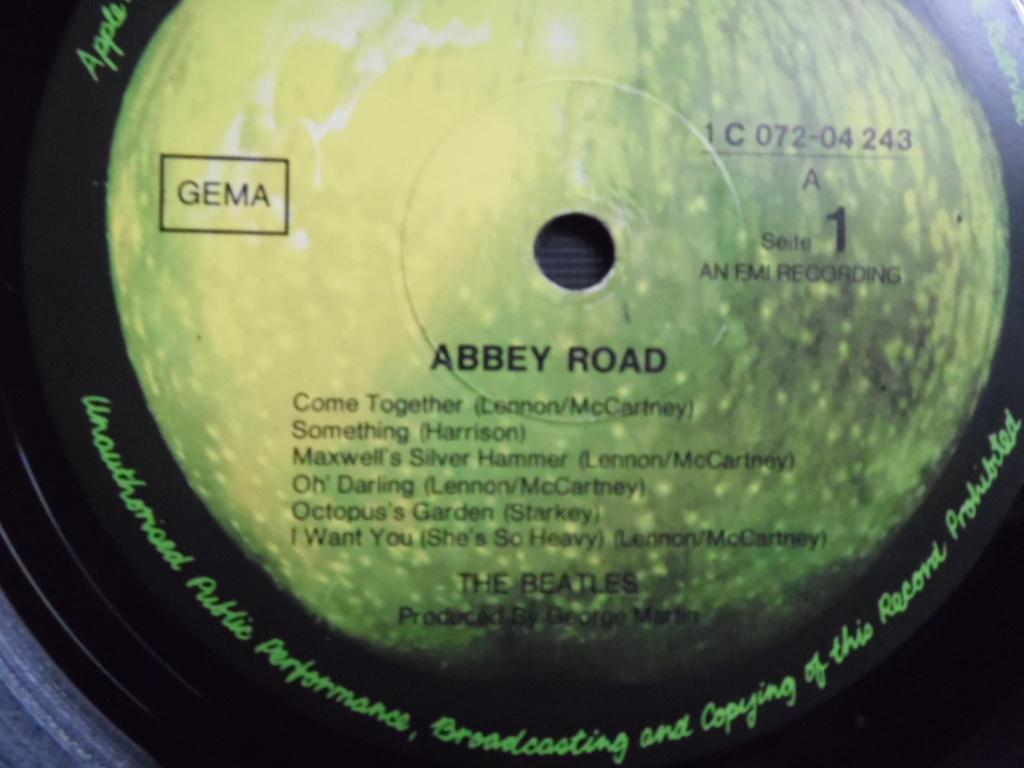 Apple
GEMA
1 C 072-04 243
A
Seite 1
AN EMI RECORDING
ABBEY ROAD
Come Together (Lennon/McCartney)
Something (Harrison)
Maxwell's Silver Hammer (Lennon/McCartney)
Oh' Darling (Lennon/McCartney)
Octopus's Garden (Starkey)
I Want You (She's So Heavy) (Lennon/McCartney)
THE BEATLES
Produced By George Martin
Unauthorised Public Performance, Broadcasting and Copying of this Record Prohibited